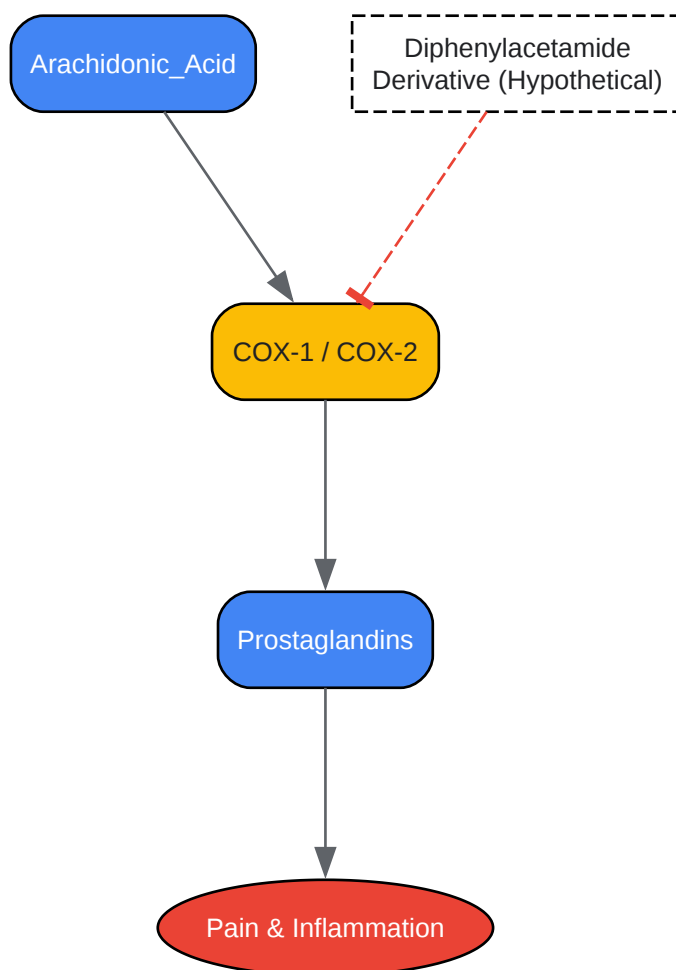 Arachidonic_Acid
Diphenylacetamide
Derivative (Hypothetical)
COX-1 / COX-2
Prostaglandins
Pain & Inflammation